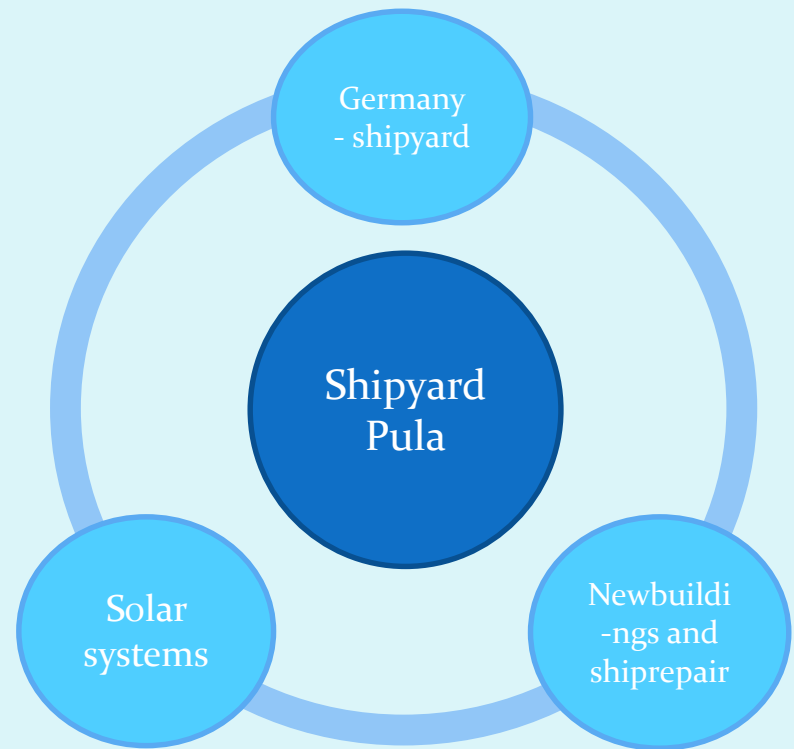 Germany
- shipyard
Shipyard
Pula
Solar
systems
Newbuildi
-ngs and
shiprepair